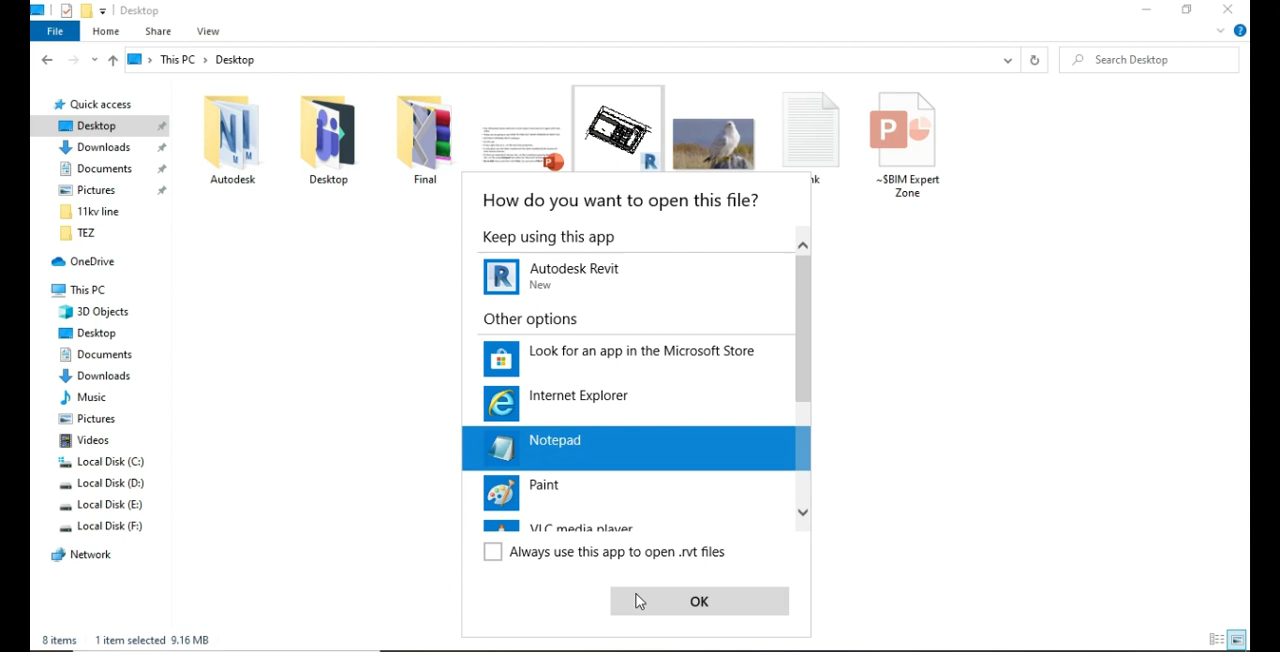 Desktop
File Home Share View
This PC > Desktop
Search Desktop
Quick access
Desktop
Downloads
Documents
Pictures
11kv line
TEZ
OneDrive
This PC
3D Objects
Desktop
Documents
Downloads
Music
Pictures
Videos
Local Disk (C:)
Local Disk (D:)
Local Disk (E:)
Local Disk (F:)
Network
Autodesk
Desktop
Final
nk
~$BIM Expert
Zone
How do you want to open this file?
Keep using this app
Autodesk Revit
New
Other options
Look for an app in the Microsoft Store
Internet Explorer
Notepad
Paint
VLC media player
Always use this app to open .rvt files
OK
8 items 1 item selected 9.16 MB